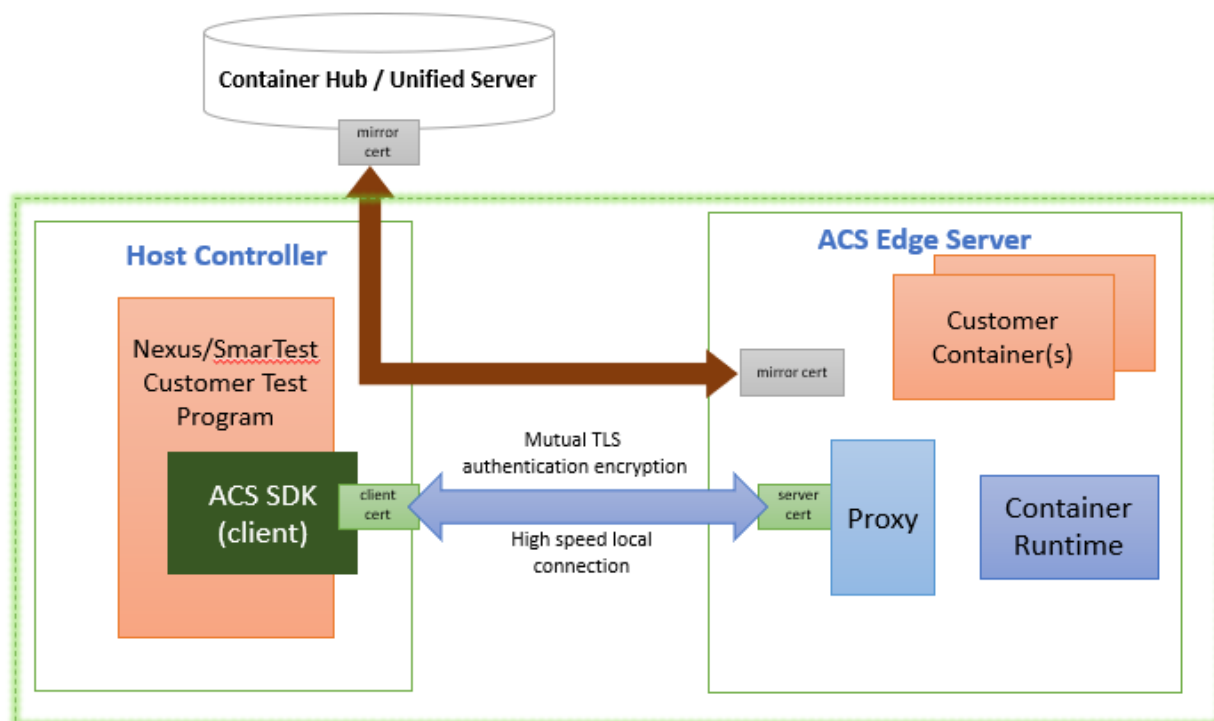 Container Hub / Unified Server
mirror
cert
Host Controller
Nexus/SmarTest
Customer Test
Program
ACS SDK
(client)
client
cert
Mutual TLS
authentication encryption
High speed local
connection
ACS Edge Server
Customer
Container(s)
mirror cert
server
cert
Proxy
Container
Runtime